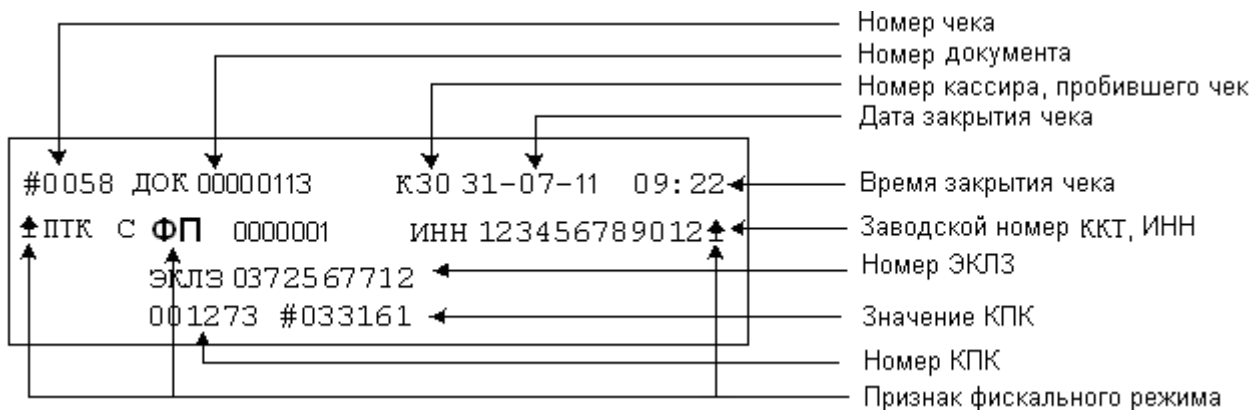 Номер чека
Номер документа
Номер кассира, пробившего чек
Дата закрытия чека
#0058 ДОК 00000113 К30 31-07-11 09:22
Время закрытия чека
ПТК С ФП 0000001 ИНН 123456789012
Заводской номер ККТ, ИНН
ЭКЛЗ 0372567712
Номер ЭКЛЗ
001273 #033161
Значение КПК
Номер КПК
Признак фискального режима